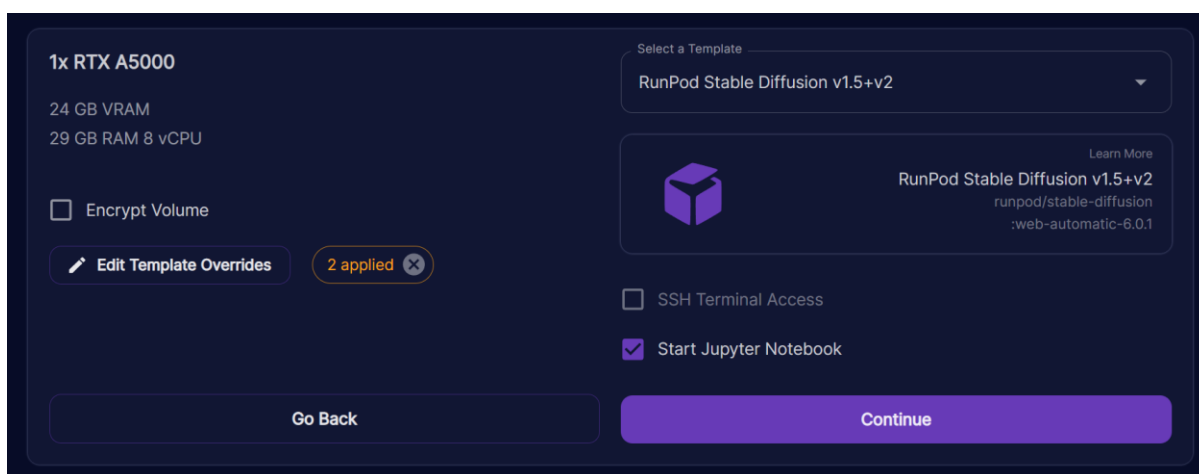 1x RTX A5000
24 GB VRAM
29 GB RAM 8 vCPU
Encrypt Volume
Edit Template Overrides
2 applied
Select a Template
RunPod Stable Diffusion v1.5+v2
Learn More
RunPod Stable Diffusion v1.5+v2
runpod/stable-diffusion
:web-automatic-6.0.1
SSH Terminal Access
Start Jupyter Notebook
Go Back
Continue